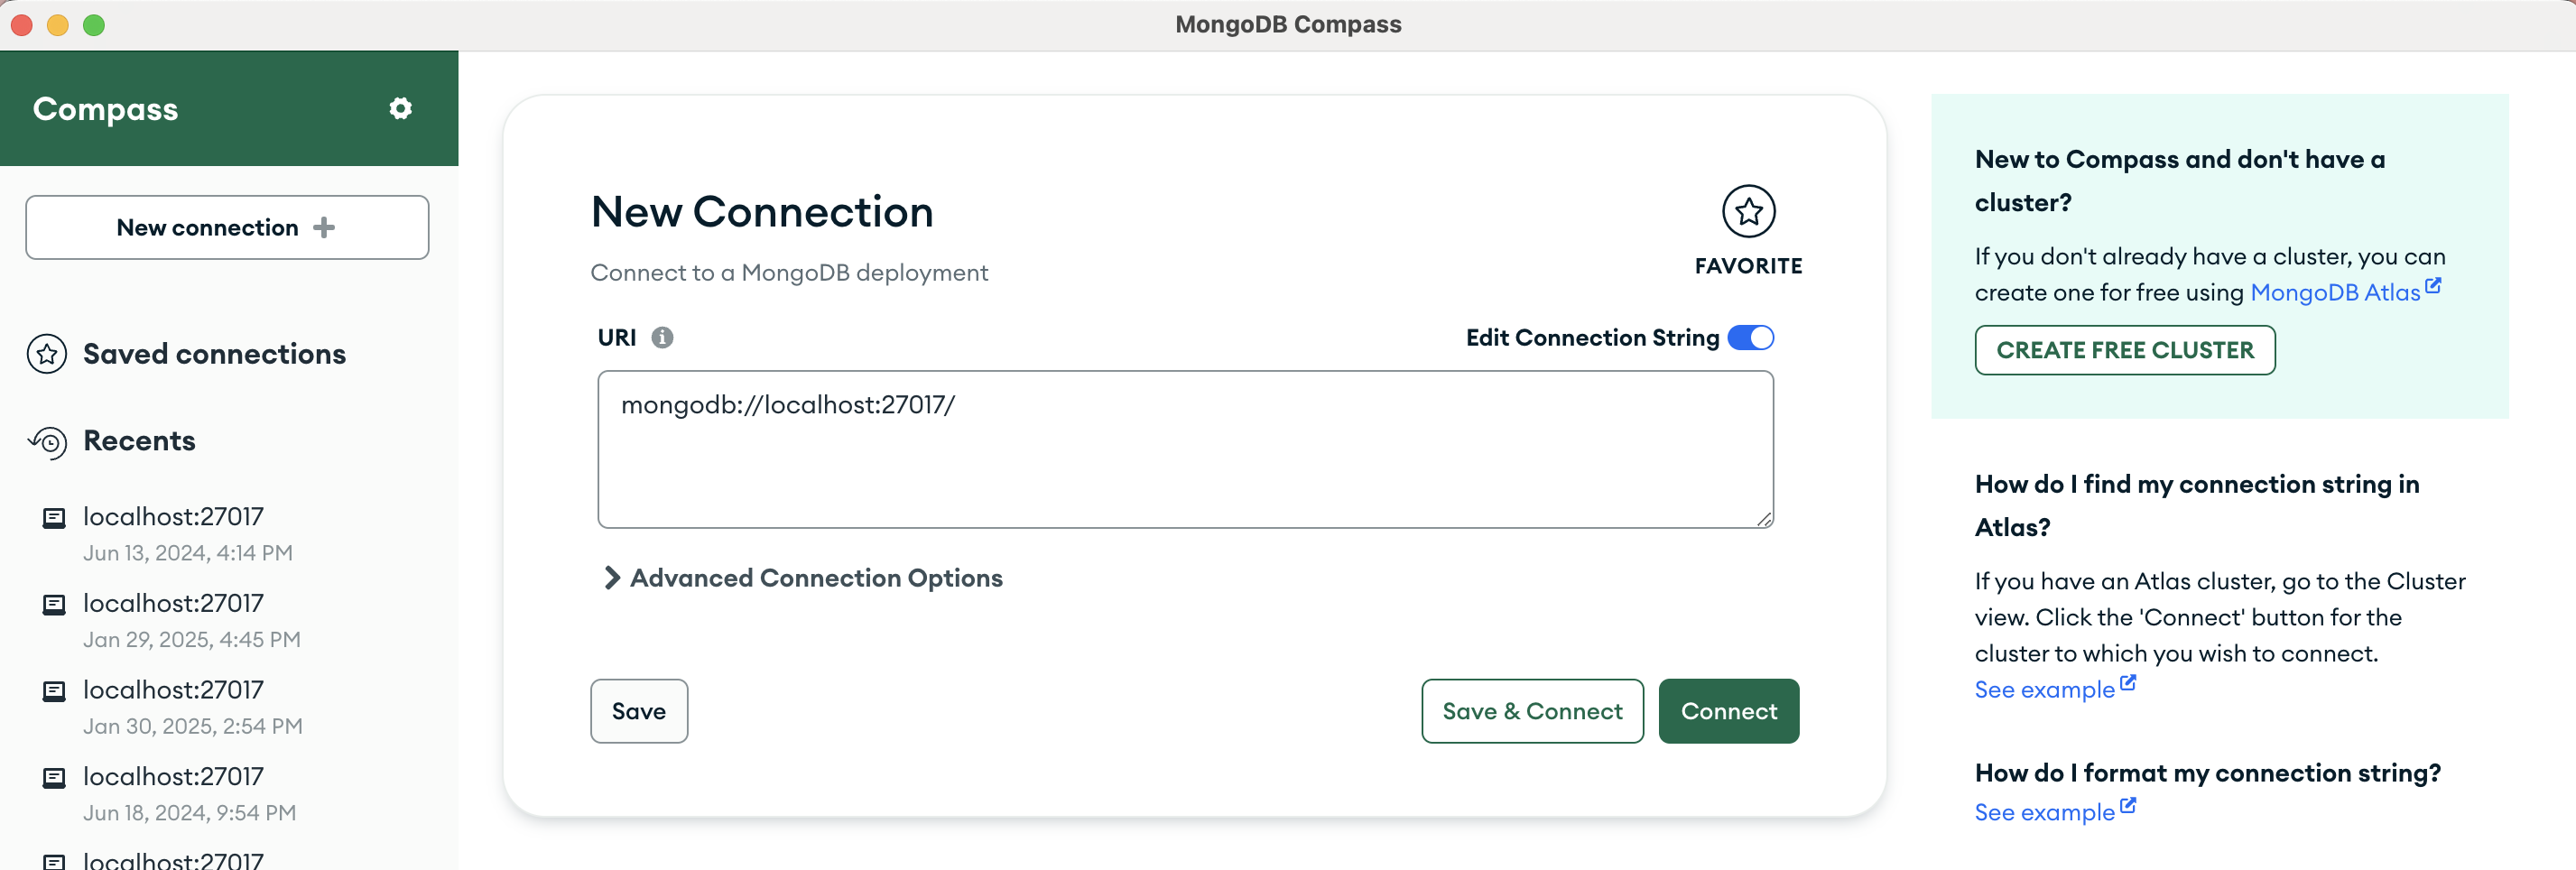 MongoDB Compass
Compass
New connection
Saved connections
Recents
localhost:27017
Jun 13, 2024, 4:14 PM
localhost:27017
Jan 29, 2025, 4:45 PM
localhost:27017
Jan 30, 2025, 2:54 PM
localhost:27017
Jun 18, 2024, 9:54 PM
localhost:27017
New Connection
FAVORITE
Connect to a MongoDB deployment
URI
Edit Connection String
mongodb://localhost:27017/
Advanced Connection Options
Save
Save & Connect
Connect
New to Compass and don't have a
cluster?
If you don't already have a cluster, you can
create one for free using MongoDB Atlas
CREATE FREE CLUSTER
How do I find my connection string in
Atlas?
If you have an Atlas cluster, go to the Cluster
view. Click the 'Connect' button for the
cluster to which you wish to connect.
See example
How do I format my connection string?
See example